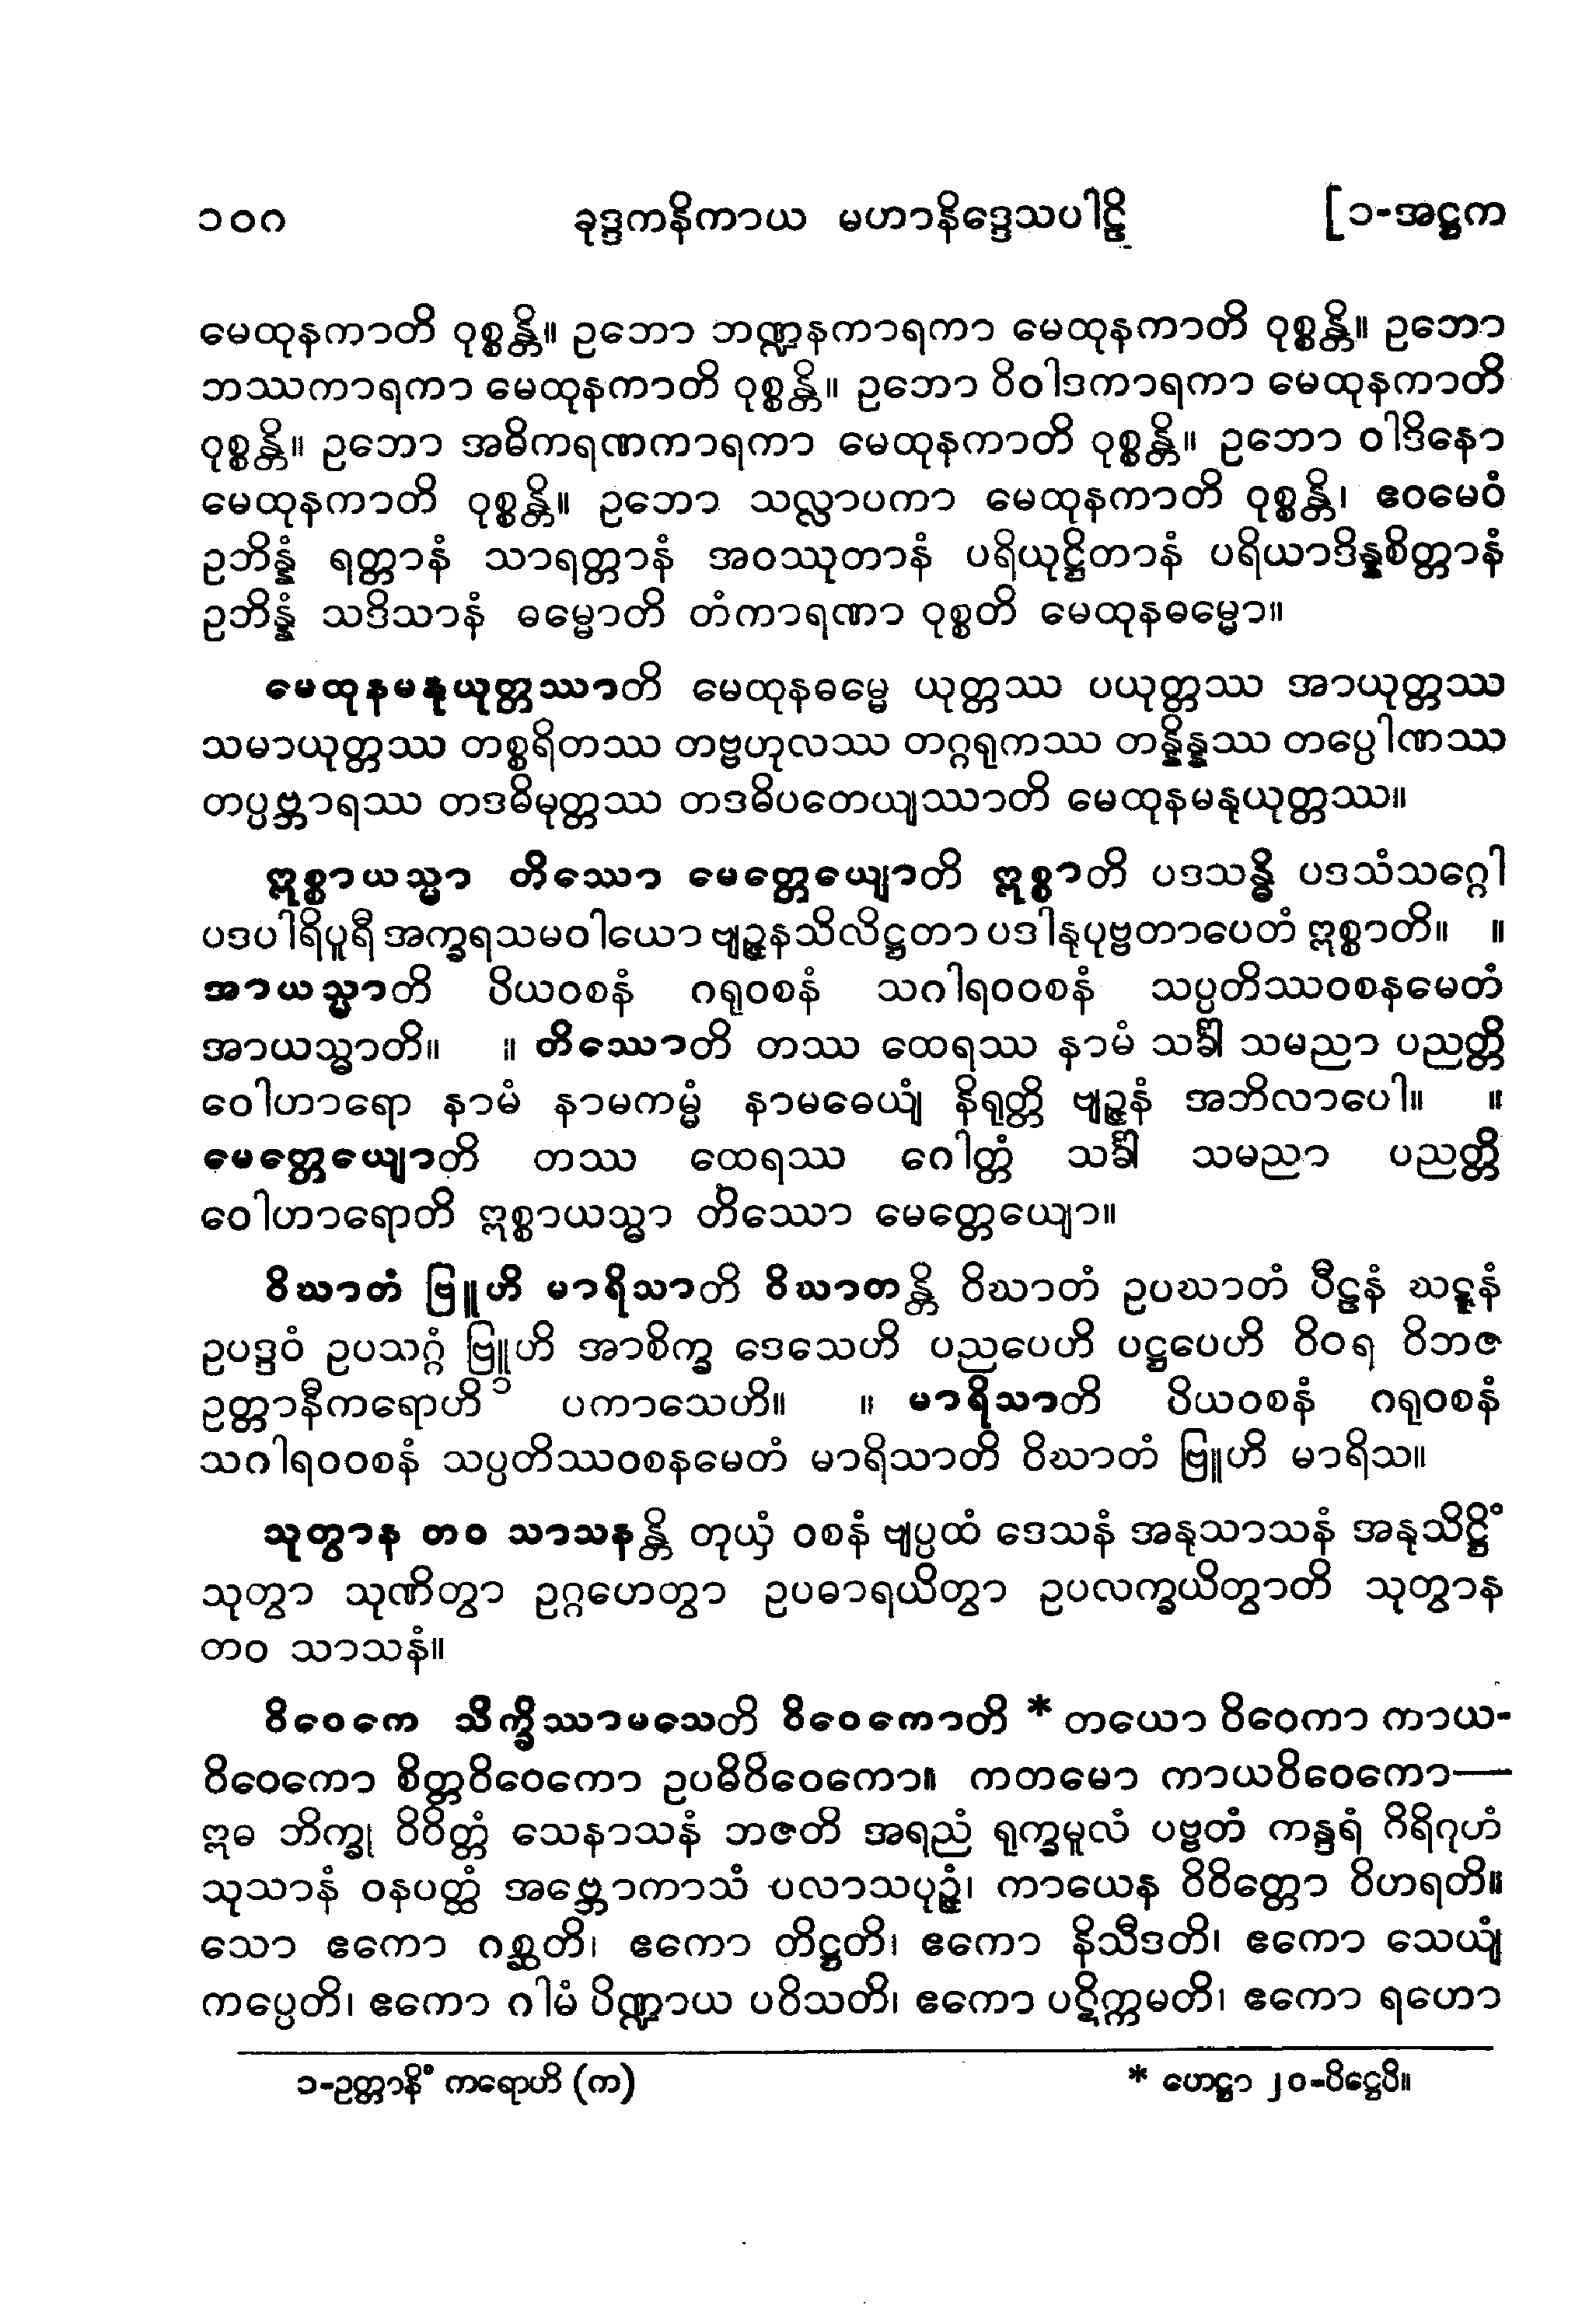 ၁၀၈ ခုဒ္ဒကနိကာယ မဟာနိဒ္ဒေသပါဠိ [၁-အဋ္ဌက
မေထုနကာတိ ဝုစ္စန္တိ။ ဥဘော ဘဏ္ဍနကာရကာ မေထုနကာတိ ဝုစ္စန္တိ။ ဥဘော
ဘဿကာရကာ မေထုနကာတိ ဝုစ္စန္တိ။ ဥဘော ဝိဝါဒကာရကာ မေထုနကာတိ
ဝုစ္စန္တိ။ ဥဘော အဓိကရဏကာရကာ မေထုနကာတိ ဝုစ္စန္တိ။ ဥဘော ဝါဒိနော
မေထုနကာတိ ဝုစ္စန္တိ။ ဥဘော သလ္လာပကာ မေထုနကာတိ ဝုစ္စန္တိ၊ ဧဝမေဝံ
ဥဘိန္နံ ရတ္တာနံ သာရတ္တာနံ အဝဿုတာနံ ပရိယုဋ္ဌိတာနံ ပရိယာဒိန္နစိတ္တာနံ
ဥဘိန္နံ သဒိသာနံ ဓမ္မောတိ တံကာရဏာ ဝုစ္စတိ မေထုနဓမ္မော။
မေထုနမနုယုတ္တဿာတိ မေထုနဓမ္မေ ယုတ္တဿ ပယုတ္တဿ အာယုတ္တဿ
သမာယုတ္တဿ တစ္စရိတဿ တဗ္ဗဟုလဿ တဂ္ဂရုကဿ တန္နိန္နဿ တပ္ပေါဏဿ
တပ္ပဗ္ဘာရဿ တဒဓိမုတ္တဿ တဒဓိပတေယျဿာတိ မေထုနမနုယုတ္တဿ။
ဣစ္စာယသ္မာ တိဿော မေတ္တေယျောတိ ဣစ္စာတိ ပဒသန္ဓိ ပဒသံသဂ္ဂေါ
ပဒပါရိပူရီ အက္ခရသမဝါယော ဗျဉ္ဇနသိလိဋ္ဌတာ ပဒါနုပုဗ္ဗတာပေတံ ဣစ္စာတိ။ ။
အာယသ္မာတိ ပိယဝစနံ ဂရုဝစနံ သဂါရဝဝစနံ သပ္ပတိဿဝစနမေတံ
အာယသ္မာတိ။ ။ တိဿောတိ တဿ ထေရဿ နာမံ သင်္ခါ သမညာ ပညတ္တိ
ဝေါဟာရော နာမံ နာမကမ္မံ နာမဓေယျံ နိရုတ္တိ ဗျဉ္ဇနံ အဘိလာပေါ။ ။
မေတ္တေယျောတိ တဿ ထေရဿ ဂေါတ္တံ သင်္ခါ သမညာ ပညတ္တိ
ဝေါဟာရောတိ ဣစ္စာယသ္မာ တိဿော မေတ္တေယျော။
ဝိဃာတံ ဗြူဟိ မာရိသာတိ ဝိဃာတန္တိ ဝိဃာတံ ဥပဃာတံ ပီဠနံ ဃဋ္ဋနံ
ဥပဒ္ဒဝံ ဥပသဂ္ဂံ ဗြူဟိ အာစိက္ခ ဒေသေဟိ ပညပေဟိ ပဋ္ဌပေဟိ ဝိဝရ ဝိဘဇ
ဥတ္တာနီကရောဟိ၁ ပကာသေဟိ။ ။ မာရိသာတိ ပိယဝစနံ ဂရုဝစနံ
သဂါရဝဝစနံ သပ္ပတိဿဝစနမေတံ မာရိသာတိ ဝိဃာတံ ဗြူဟိ မာရိသ။
သုတွာန တဝ သာသနန္တိ တုယှံ ဝစနံ ဗျပ္ပထံ ဒေသနံ အနုသာသနံ အနုသိဋ္ဌိံ
သုတွာ သုဏိတွာ ဥဂ္ဂဟေတွာ ဥပဓာရယိတွာ ဥပလက္ခယိတွာတိ သုတွာန
တဝ သာသနံ။
ဝိဝေကေ သိက္ခိဿာမသေတိ ဝိဝေကောတိ * တယော ဝိဝေကာ ကာယ-
ဝိဝေကော စိတ္တဝိဝေကော ဥပဓိဝိဝေကော။ ကတမော ကာယဝိဝေကော—
ဣဓ ဘိက္ခု ဝိဝိတ္တံ သေနာသနံ ဘဇတိ အရညံ ရုက္ခမူလံ ပဗ္ဗတံ ကန္ဒရံ ဂိရိဂုဟံ
သုသာနံ ဝနပတ္ထံ အဗ္ဘောကာသံ ပလာလပုဉ္ဇံ၊ ကာယေန ဝိဝိတ္တော ဝိဟရတိ။
သော ဧကော ဂစ္ဆတိ၊ ဧကော တိဋ္ဌတိ၊ ဧကော နိသီဒတိ၊ ဧကော သေယျံ
ကပ္ပေတိ၊ ဧကော ဂါမံ ပိဏ္ဍာယ ပဝိသတိ၊ ဧကော ပဋိက္ကမတိ၊ ဧကော ရဟော
၁-ဥတ္တာနိံ ကရောဟိ (က) * ဟေဋ္ဌာ ၂၀-ပိဋ္ဌေပိ။